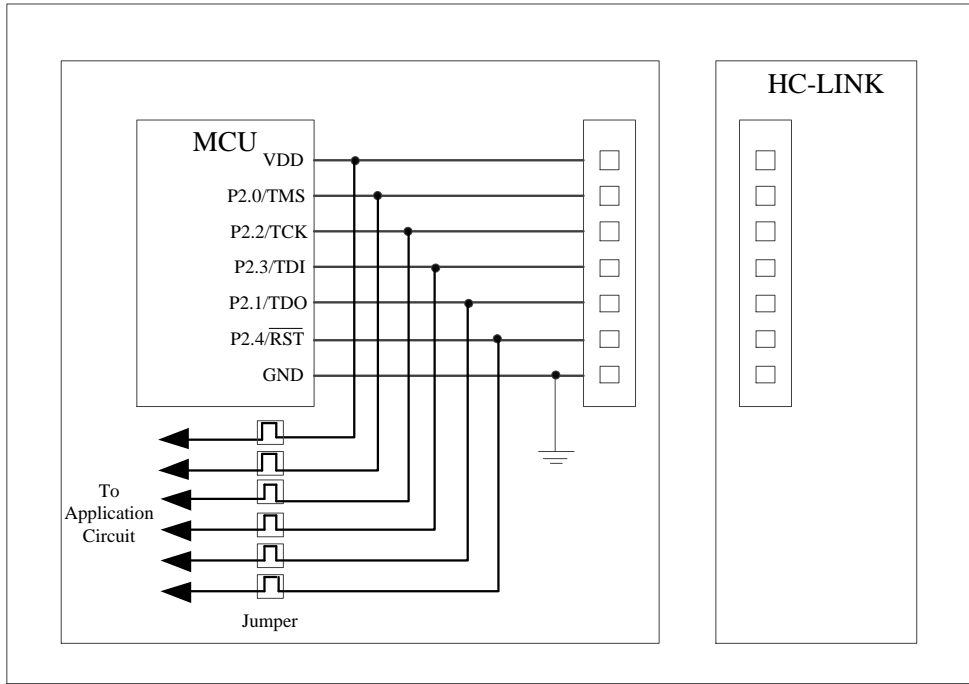 HC-LINK
MCU
VDD
P2.0/TMS
P2.2/TCK
P2.3/TDI
P2.1/TDO
P2.4/R̅S̅T̅
GND
To
Application
Circuit
Jumper